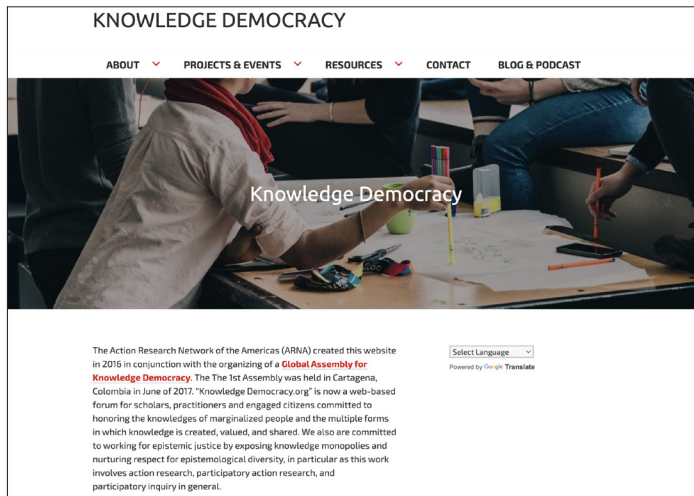 KNOWLEDGE DEMOCRACY
ABOUT PROJECTS & EVENTS RESOURCES CONTACT BLOG & PODCAST
Knowledge Democracy
The Action Research Network of the Americas (ARNA) created this website
in 2016 in conjunction with the organizing of a Global Assembly for
Knowledge Democracy. The The 1st Assembly was held in Cartagena,
Colombia in June of 2017. "Knowledge Democracy.org" is now a web-based
forum for scholars, practitioners and engaged citizens committed to
honoring the knowledges of marginalized people and the multiple forms
in which knowledge is created, valued, and shared. We also are committed
to working for epistemic justice by exposing knowledge monopolies and
nurturing respect for epistemological diversity, in particular as this work
involves action research, participatory action research, and
participatory inquiry in general.
Select Language
Powered by Google Translate